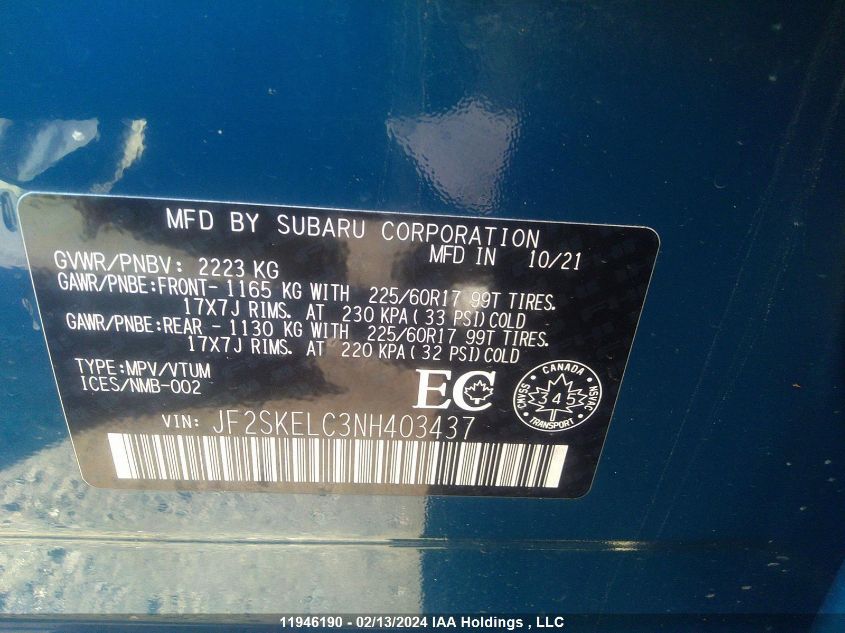 MFD BY SUBARU CORPORATION
MFD IN 10/21
GVWR/PNBV: 2223 KG
GAWR/PNBE:FRONT- 1165 KG WITH 225/60R17 99T TIRES.
17X7J RIMS. AT 230 KPA(33 PSI)COLD
GAWR/PNBE:REAR - 1130 KG WITH 225/60R17 99T TIRES.
17X7J RIMS. AT 220 KPA(32 PSI)COLD
TYPE:MPV/VTUM
ICES/NMB-002
EC
CANADA
CMVSS 345 NSVAC
TRANSPORT
VIN: JF2SKELC3NH403437
11946190 - 02/13/2024 IAA Holdings , LLC